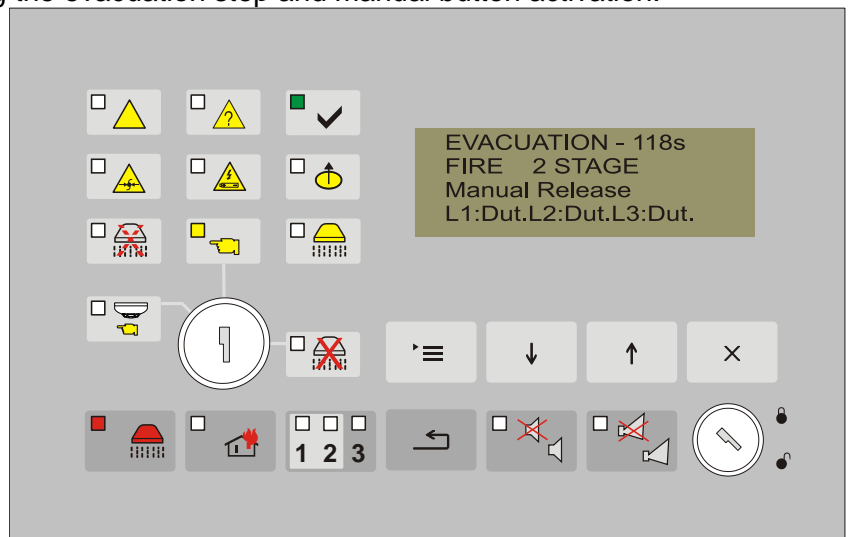 g the evacuation step and manual button activation.
EVACUATION - 118s
FIRE 2 STAGE
Manual Release
L1:Dut.L2:Dut.L3:Dut.
?
1 2 3